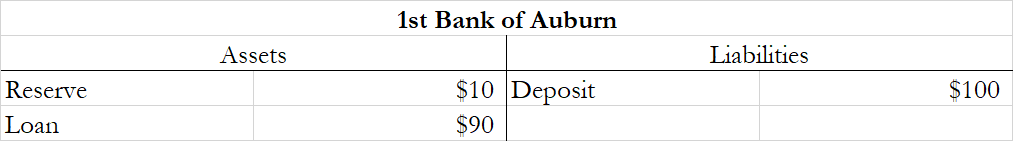 1st Bank of Auburn
Assets Liabilities
Reserve $10 Deposit $100
Loan $90